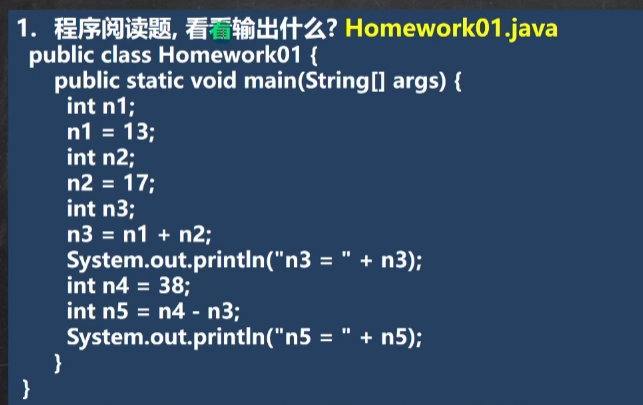 1. 程序阅读题, 看看输出什么? Homework01.java
public class Homework01 {
public static void main(String[] args) {
int n1;
n1 = 13;
int n2;
n2 = 17;
int n3;
n3 = n1 + n2;
System.out.println("n3 = " + n3);
int n4 = 38;
int n5 = n4 - n3;
System.out.println("n5 = " + n5);
}
}